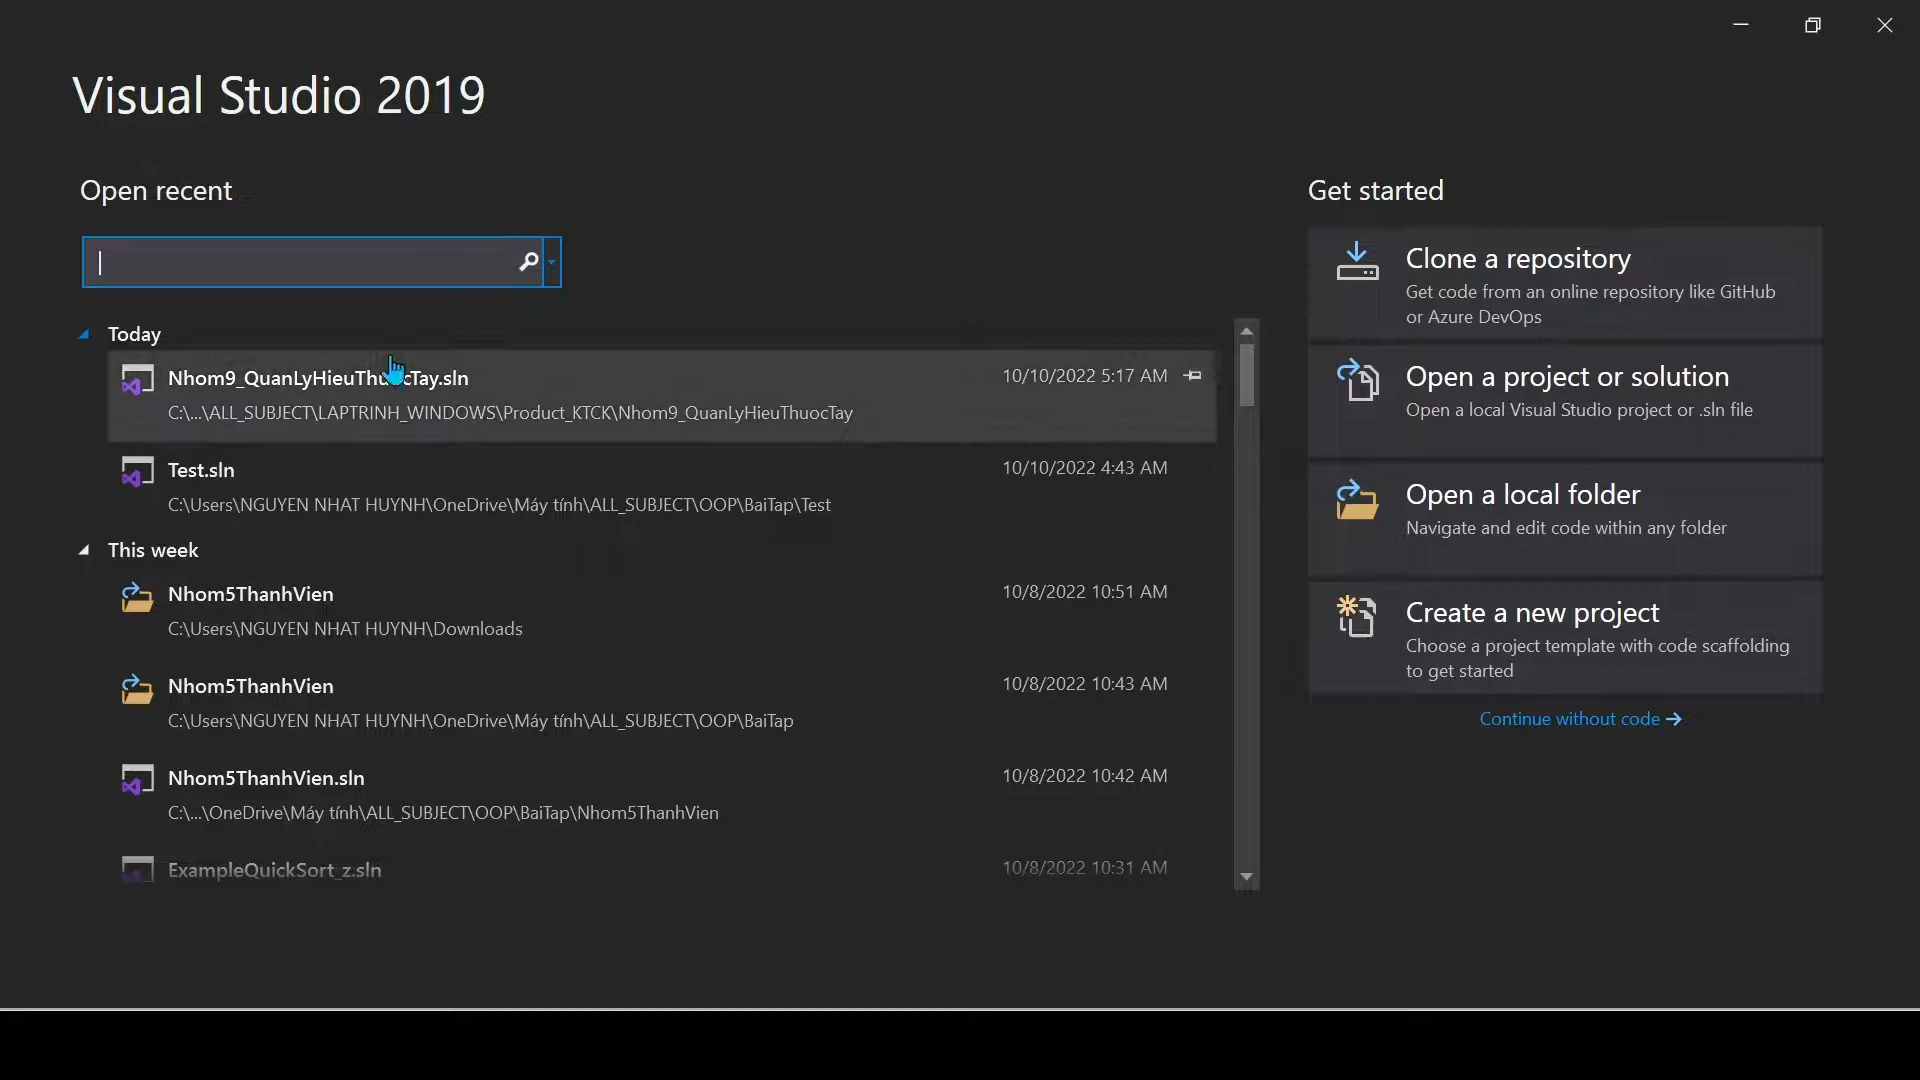 Visual Studio 2019
Open recent
Today
Nhom9_QuanLyHieuThuocTay.sln 10/10/2022 5:17 AM
C:\...\ALL_SUBJECT\LAPTRINH_WINDOWS\Product_KTCK\Nhom9_QuanLyHieuThuocTay
Test.sln 10/10/2022 4:43 AM
C:\Users\NGUYEN NHAT HUYNH\OneDrive\Máy tính\ALL_SUBJECT\OOP\BaiTap\Test
This week
Nhom5ThanhVien 10/8/2022 10:51 AM
C:\Users\NGUYEN NHAT HUYNH\Downloads
Nhom5ThanhVien 10/8/2022 10:43 AM
C:\Users\NGUYEN NHAT HUYNH\OneDrive\Máy tính\ALL_SUBJECT\OOP\BaiTap
Nhom5ThanhVien.sln 10/8/2022 10:42 AM
C:\...\OneDrive\Máy tính\ALL_SUBJECT\OOP\BaiTap\Nhom5ThanhVien
ExampleQuickSort_z.sln 10/8/2022 10:31 AM
Get started
Clone a repository
Get code from an online repository like GitHub
or Azure DevOps
Open a project or solution
Open a local Visual Studio project or .sln file
Open a local folder
Navigate and edit code within any folder
Create a new project
Choose a project template with code scaffolding
to get started
Continue without code →